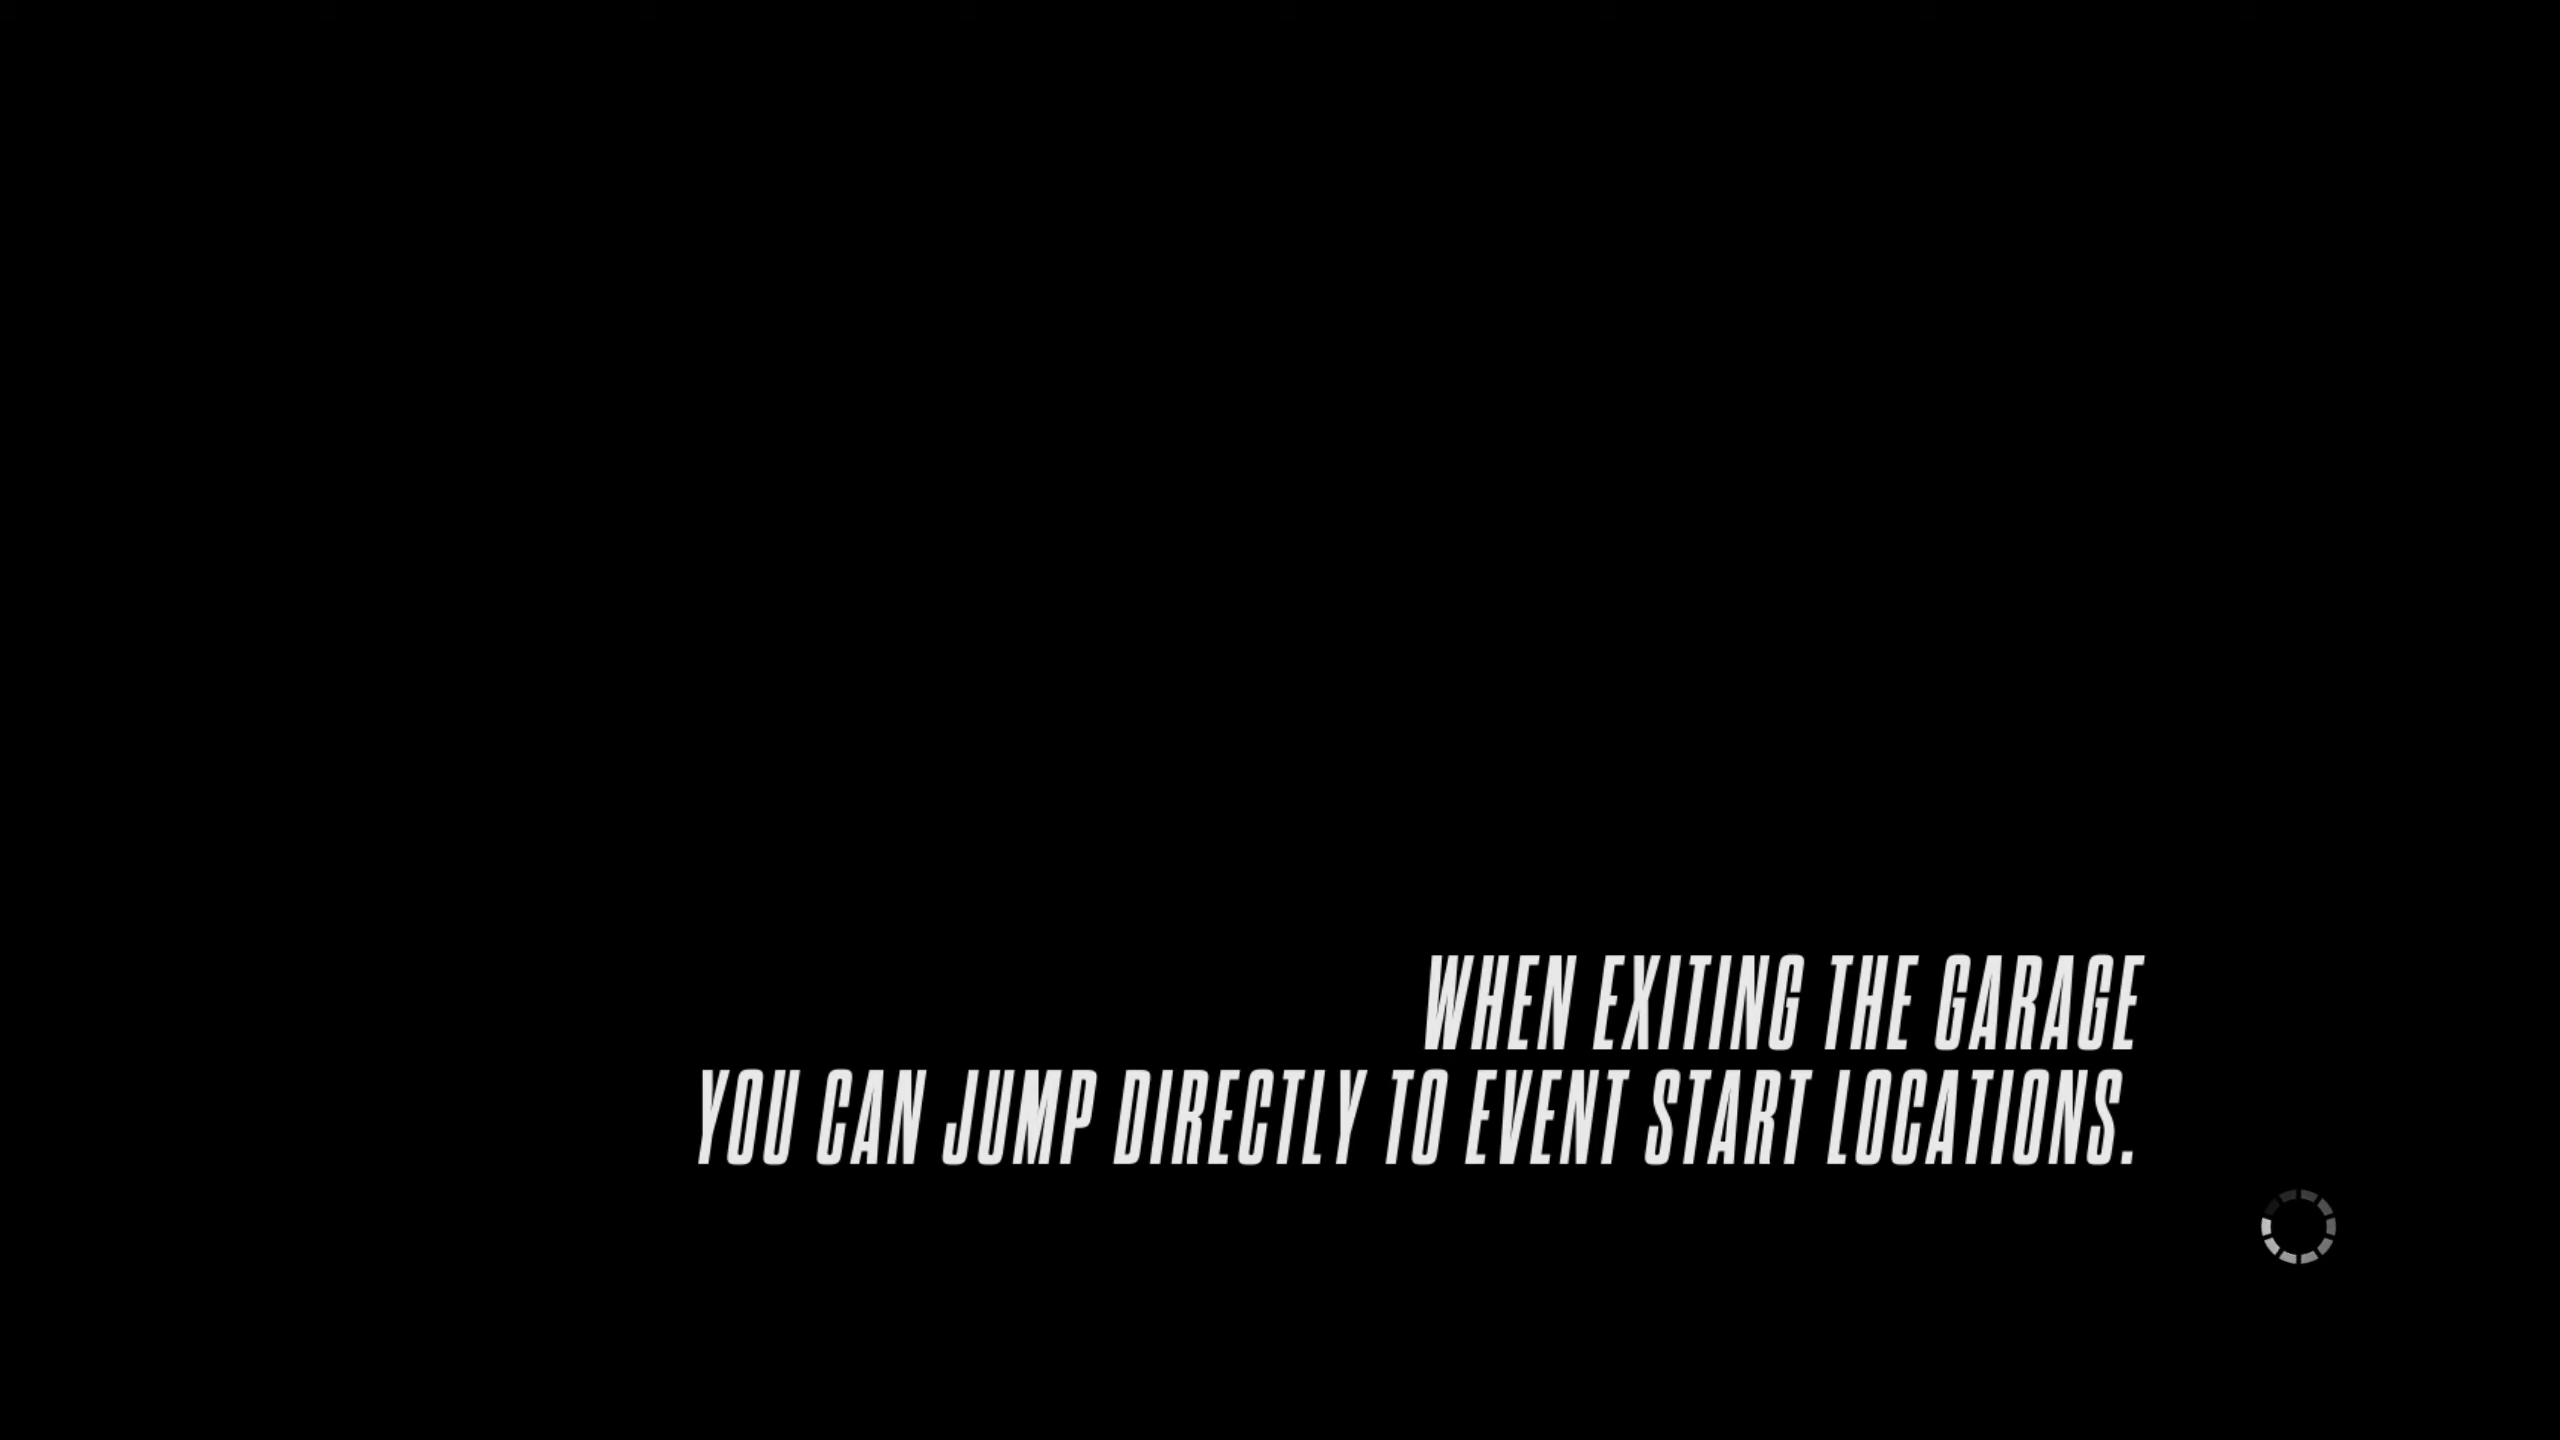 WHEN EXITING THE GARAGE
YOU CAN JUMP DIRECTLY TO EVENT START LOCATIONS.